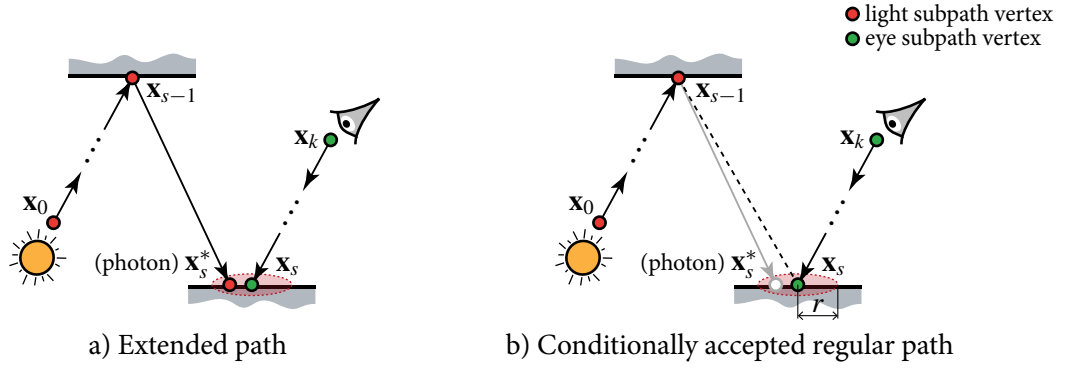 light subpath vertex
eye subpath vertex
x_{s−1}
x_k
x_0
(photon) x_s^*
x_s
a) Extended path
x_{s−1}
x_k
x_0
(photon) x_s^*
x_s
r
b) Conditionally accepted regular path